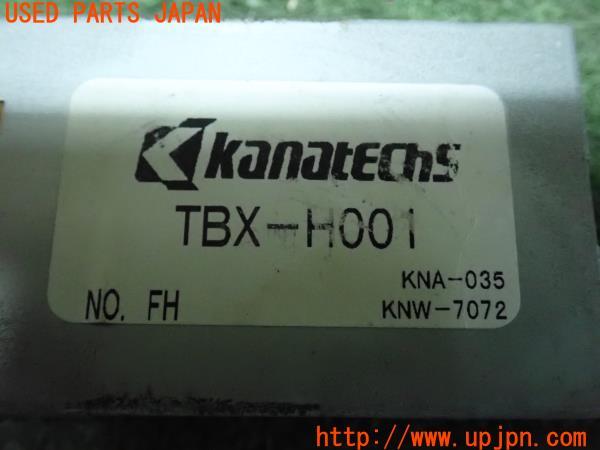 USED PARTS JAPAN
Kanatechs
TBX-H001
KNA-035
NO. FH
KNW-7072
http://www.upjpn.com